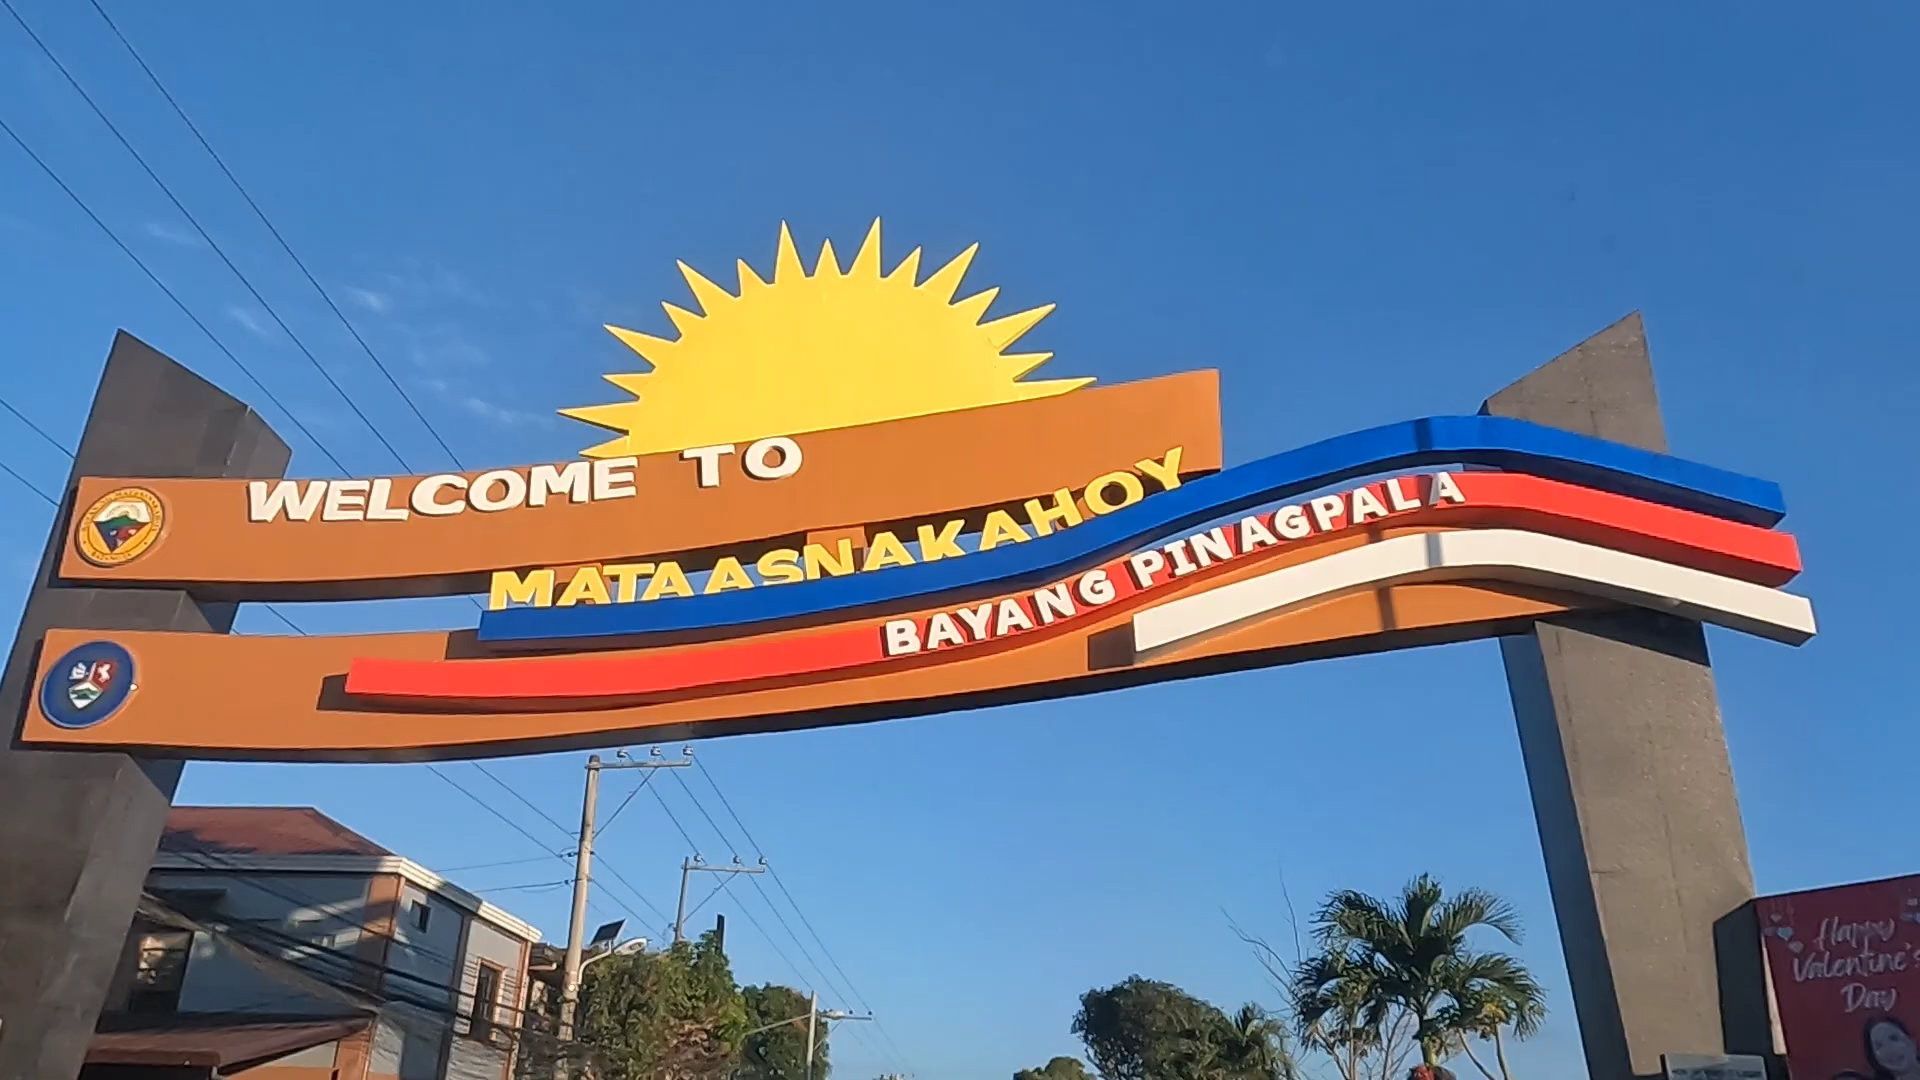 WELCOME TO
MATAASNAKAHOY
BAYANG PINAGPALA
Happy
Valentine's
Day